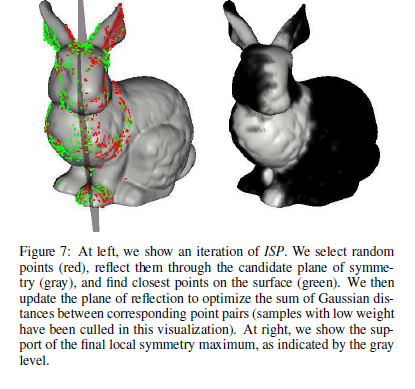 Figure 7: At left, we show an iteration of ISP. We select random
points (red), reflect them through the candidate plane of symme-
try (gray), and find closest points on the surface (green). We then
update the plane of reflection to optimize the sum of Gaussian dis-
tances between corresponding point pairs (samples with low weight
have been culled in this visualization). At right, we show the sup-
port of the final local symmetry maximum, as indicated by the gray
level.